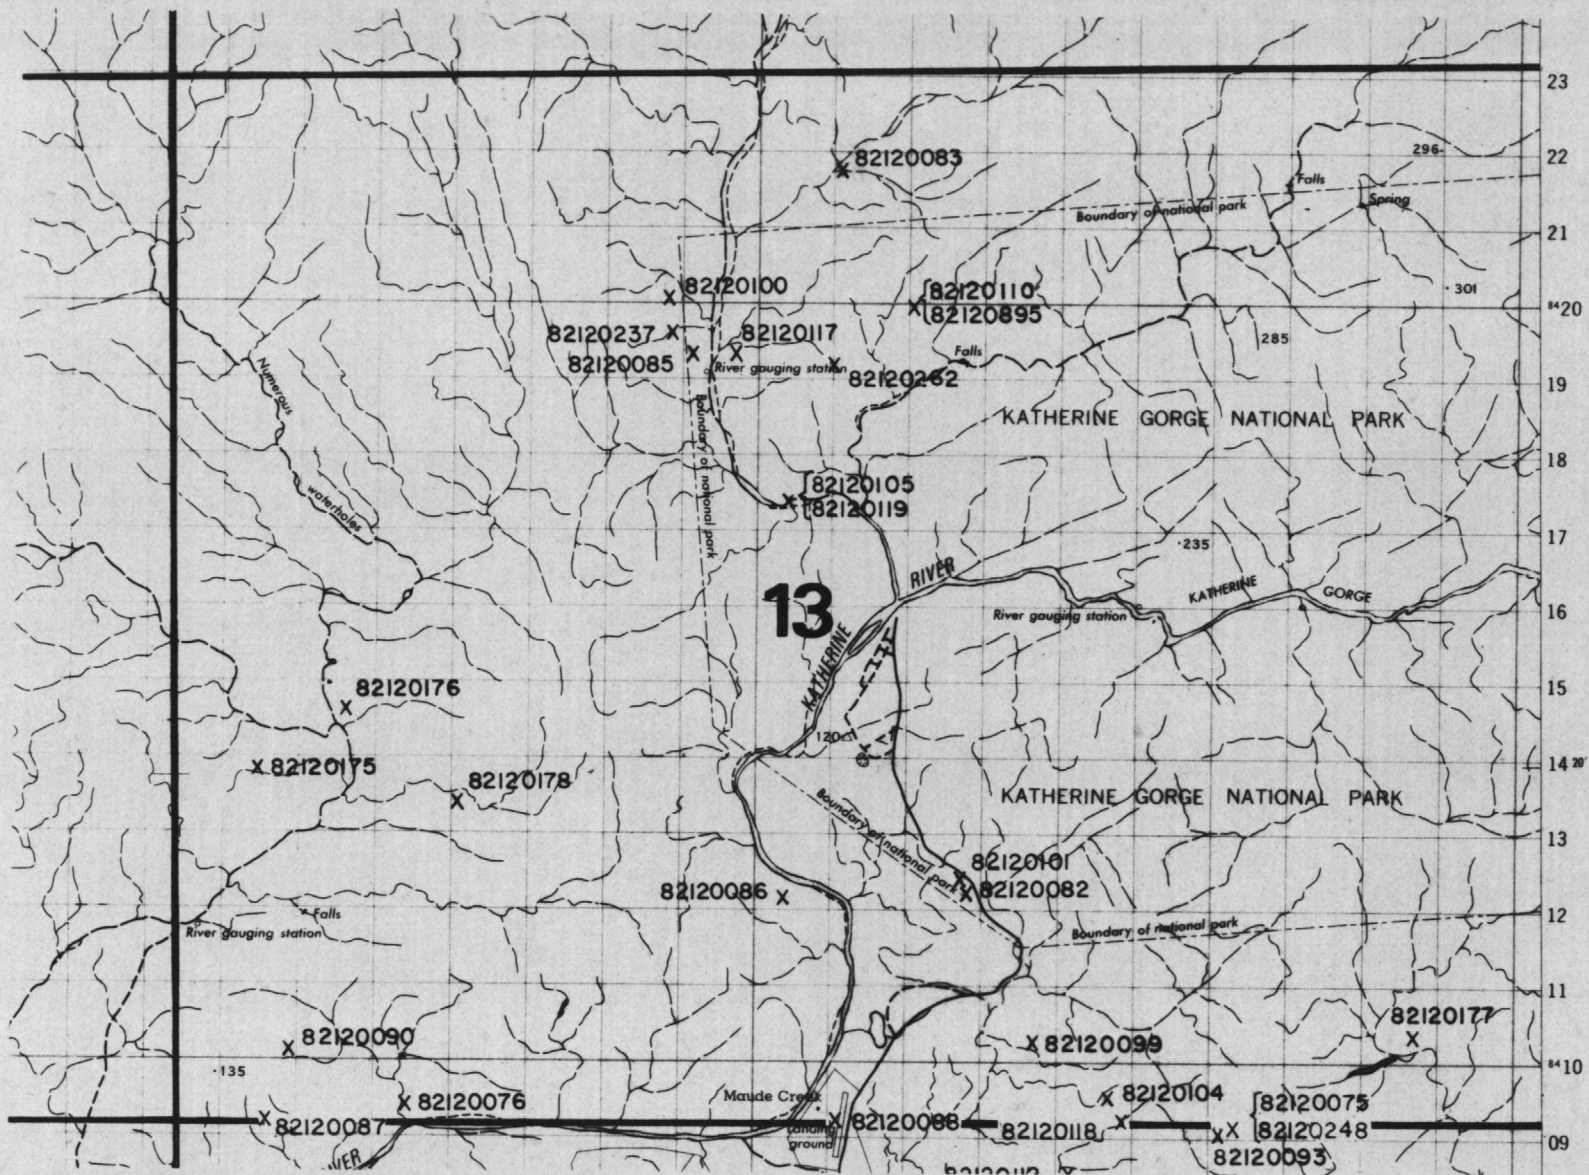 23
82120083
22
296
Falls
Spring
Boundary of national park
21
82120100
82120110
82120895
301
84 20
82120237
82120117
285
82120085
River gauging station
Falls
82120262
19
Numerous
waterholes
Boundary of national park
KATHERINE GORGE NATIONAL PARK
18
82120105
82120119
17
235
RIVER
KATHERINE GORGE
13
16
River gauging station
KATHERINE
82120176
15
120
82120175
14 20'
82120178
Boundary of national park
KATHERINE GORGE NATIONAL PARK
13
82120101
82120086
82120082
Falls
12
River gauging station
Boundary of national park
11
82120177
82120090
82120099
84 10
135
82120076
Maude Creek
82120104
82120075
82120087
Landing
ground
82120088
82120118
82120248
09
82120093